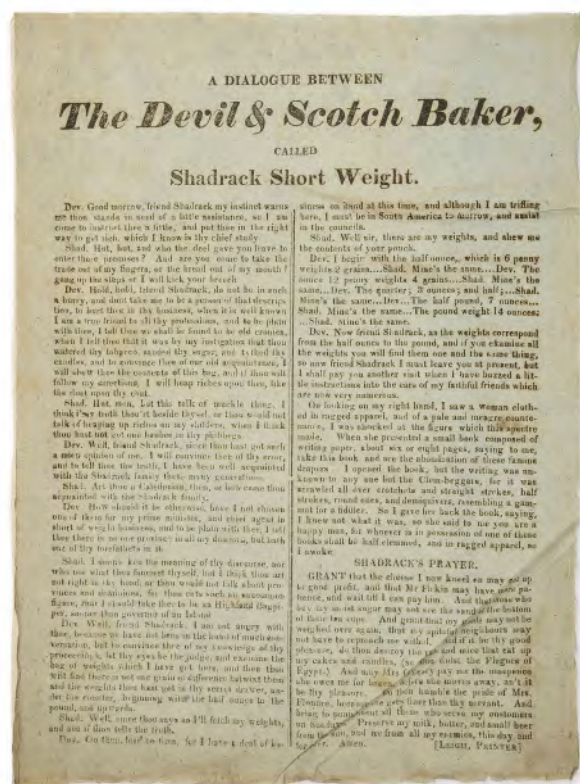 A DIALOGUE BETWEEN
The Devil & Scotch Baker,
CALLED
Shadrack Short Weight.
Dev. Good morrow, friend Shadrack my instinct warns
me thou stands in need of a little assistance, so I am
come to instruct thee a little, and put thee in the right
way to get rich, which I know is thy chief study
Shad. Hot, hot, and who the deel gave you leave to
enter these premises? And are you come to take the
trade out of my fingers, or the bread out of my mouth?
gang up the steps or I will kick your breech
Dev. Hold, hold, friend Shadrack, do not be in such
a hurry, and dont take me to be a person of that descrip-
tion, to hurt thee in thy business, when it is well known
I am a true friend to all thy professions, and to be plain
with thee, I tell thee we shall be found to be old cronies,
when I tell thee that it was by my instigation that thou
watered thy tobacco, sanded thy sugar, and
candles, and to convince thee of our old acquaintance, I
will shew thee the contents of this bag, and if thou will
follow my directions, I will heap riches upon thee, like
the dust upon thy coat.
Shad. Hut, mon, Lut this talk of muckle thing, I
think thou'rt beside thysel, or thou would not
talk of heaping up riches on my shilders, when I think
thou hast not got one bawbee in thy
Dev. Well, friend Shadrack, since thou hast got such
a mean opinion of me, I will convince thee of thy error,
and to tell thee the truth, I have been well acquainted
with the Shadrack family these many generations.
Shad. Art thou a Caledonian, then, or how came thou
acquainted with the Shadrack family.
Dev. How should it be otherwise, have I not chosen
one of them for my prime minister, and chief agent in
short of weight business, and to be plain with thee, I tell
thee there is no one province in all my domains, but hath
one of thy forefathers in it.
Shad. I donna ken the meaning of thy discourse, nor
who nor what thou fancyest thyself, but I think thou art
not right in thy head, or thou would not talk about pro-
vinces and dominions. So thou cuts such an uncommon
figure, that I should take thee to be an Highland Bagpi-
per, sooner than governor of an Island
Dev. Well, friend Shadrack, I am not angry with
thee, because we have not been in the habit of much con-
versation, but to convince thee of my knowledge of thy
proceedings, let thy eyes be the judge, and examine the
bag of weights which I have got here, and then thou
will find there is not one grain of difference betwixt them
and the weights thou hast got in thy secret drawer, un-
der the counter, beginning with the half ounce to the
pound, and upwards.
Shad. Well, since thou says so I'll fetch my weights,
and see if thou tells the truth.
Dev. Go then, for I have a deal of bu-
siness on hand at this time, and although I am trifling
here, I must be in South America to morrow, and assist
in the councils.
Shad. Well sir, there are my weights, and shew me
the contents of your pouch.
Dev. I begin with the half ounce, which is 6 penny
weights 2 grains....Shad. Mine's the same....Dev. The
ounce 12 penny weights 4 grains....Shad. Mine's the
same....Dev. The quarter; 3 ounces; and half;...Shad.
Mine's the same....Dev...The half pound, 7 ounces...
Shad. Mine's the same....The pound weight 14 ounces;
...Shad. Mine's the same.
Dev. Now friend Shadrack, as the weights correspond
from the half ounce to the pound, and if you examine all
the weights you will find them one and the same thing,
so now friend Shadrack I must leave you at present, but
I shall pay you another visit when I have buzzed a lit-
tle instructions into the ears of my faithful friends which
are now very numerous.
On looking on my right hand, I saw a woman cloth-
ed in ragged apparel, and of a pale and meagre counte-
nance, I was shocked at the figure which this spectre
made. When she presented a small book composed of
writing paper, about six or eight pages, saying to me,
take this book and see the abomination of these famine
drapers I opened the book, but the writing was un-
known to any one but the Clem-beggars, for it was
scrawled all over crotchets and straight strokes, half
strokes, round oues, and demiquivers, resembling a gam-
mot for a fiddler. So I gave her back the book, saying,
I knew not what it was, so she said to me you are a
happy man, for whoever is in possession of one of these
books shall be half clemmed, and in ragged apparel, so
I awoke
SHADRACK'S PRAYER.
GRANT that the cheese I now kneel so may get up
to good profit, and that Mr Firkin may have
patience, and wait till I can pay him. And that those who
buy my moist sugar may not see the sand at the bottom
of their tea cups. And grant that my pods may not be
weighed over again, that my spiteful neighbours may
not have to reproach me withal. And if it be thy good
pleasure, do thou destroy the rats and mice that eat up
my cakes and candles, (so thou didst the Plagues of
Egypt.) And may Mrs pay me the maspence
she owes me for before she moves away, an't it
be thy pleasure. do thou humble the pride of Mrs.
Flounce, gets finer than thy servant. And
bring to all those who serve my customers
on Sundays. Preserve my milk, butter, and small beer
from the sun, and me from all my enemies, this day, and
for ever. Amen. [LEIGH, PRINTER]